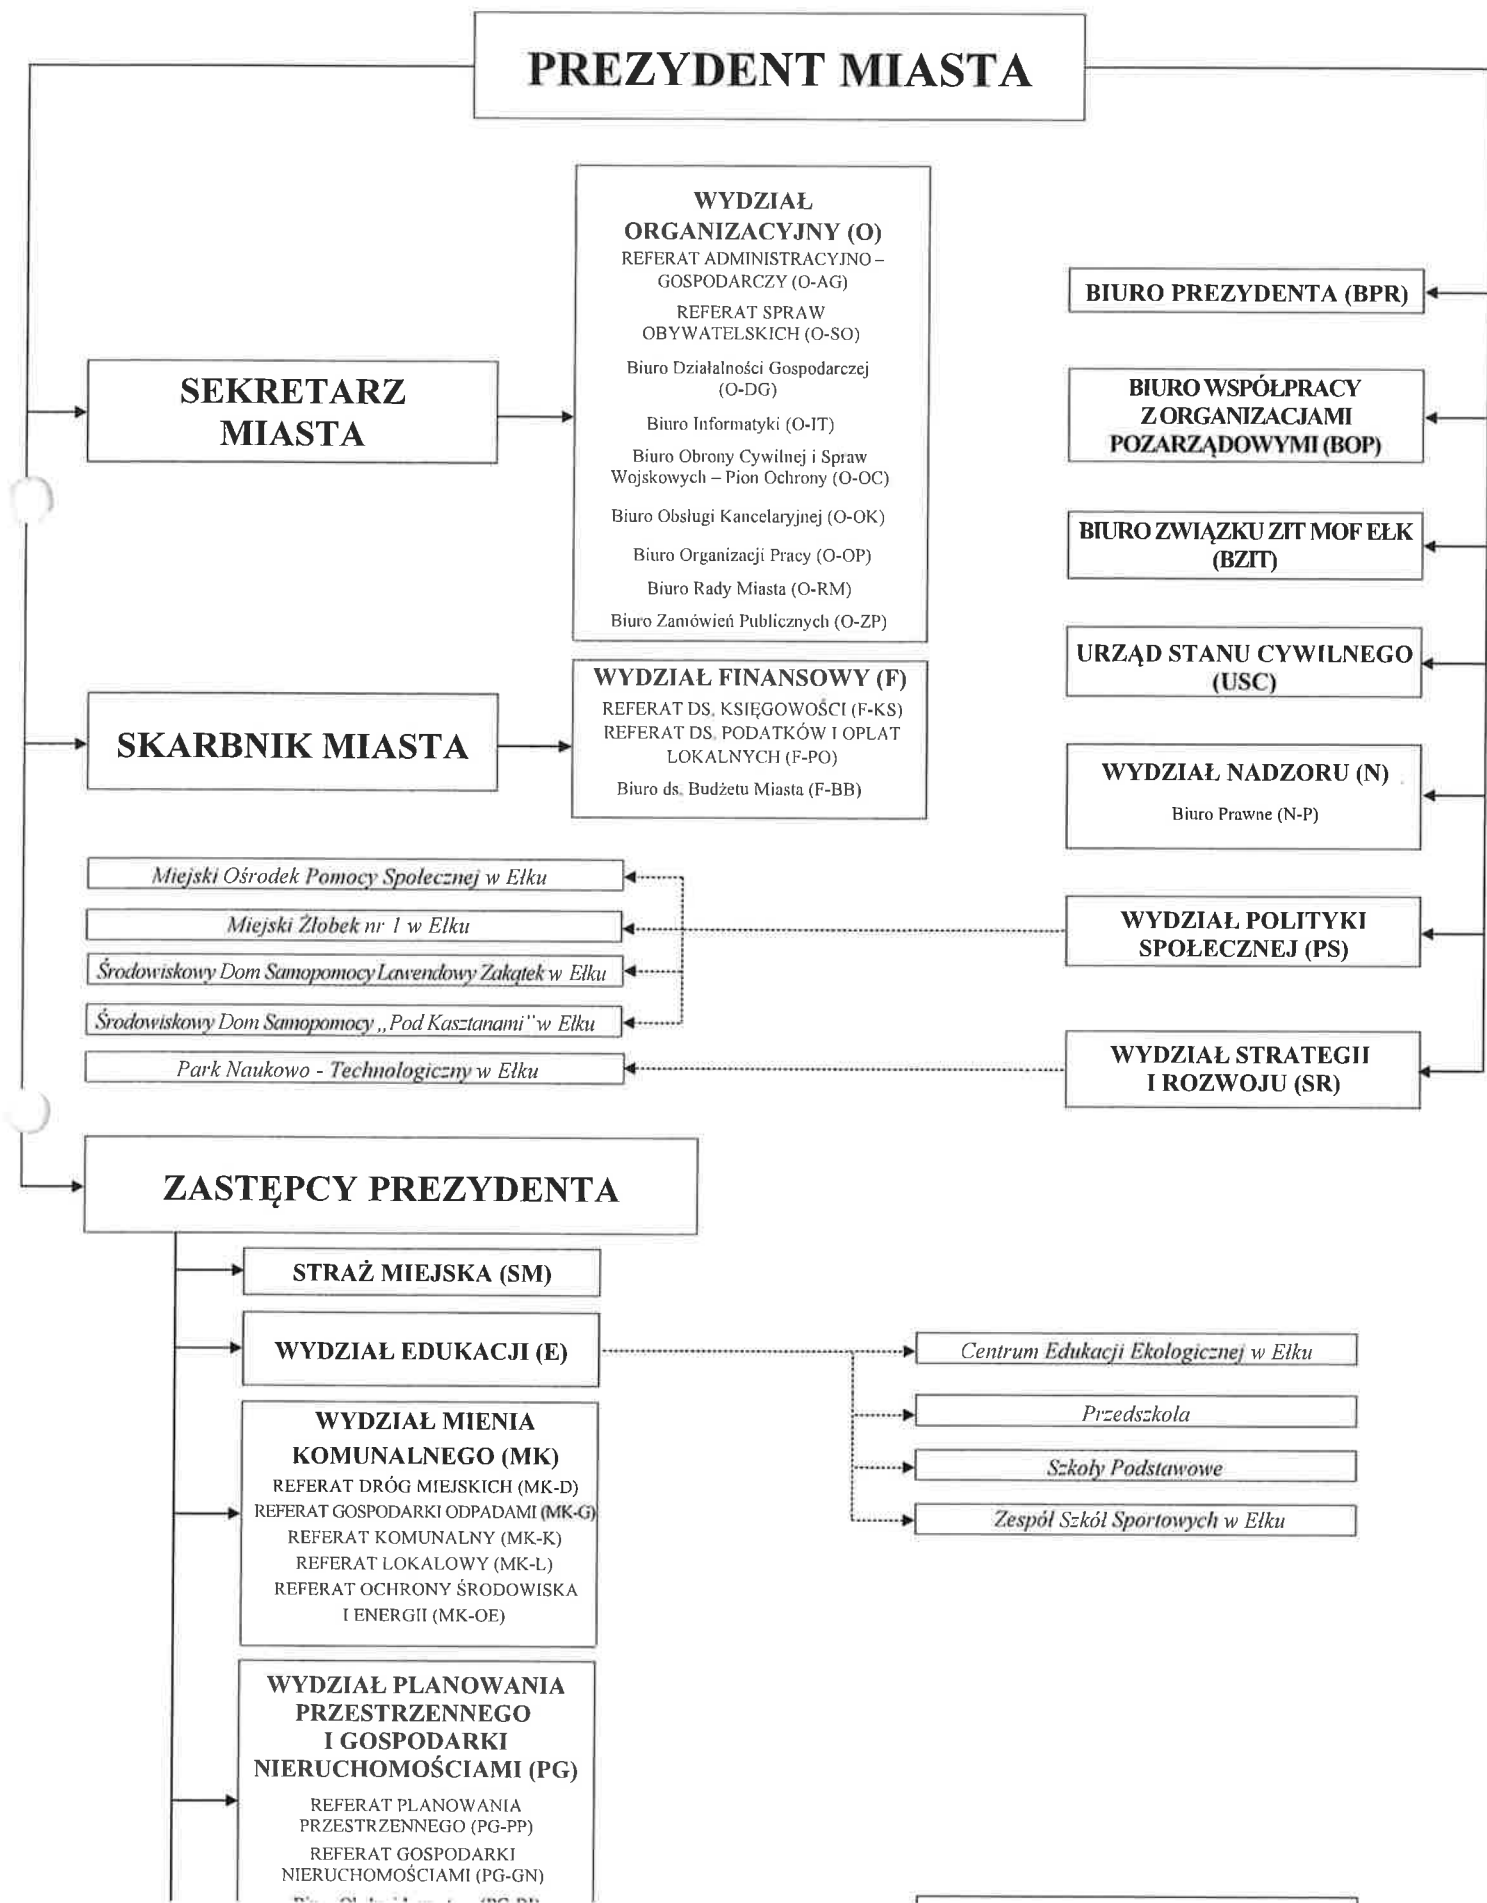 PREZYDENT MIASTA
WYDZIAŁ
ORGANIZACYJNY (O)
REFERAT ADMINISTRACYJNO –
GOSPODARCZY (O-AG)
REFERAT SPRAW
OBYWATELSKICH (O-SO)
Biuro Działalności Gospodarczej
(O-DG)
Biuro Informatyki (O-IT)
Biuro Obrony Cywilnej i Spraw
Wojskowych – Pion Ochrony (O-OC)
Biuro Obsługi Kancelaryjnej (O-OK)
Biuro Organizacji Pracy (O-OP)
Biuro Rady Miasta (O-RM)
Biuro Zamówień Publicznych (O-ZP)
SEKRETARZ
MIASTA
BIURO PREZYDENTA (BPR)
BIURO WSPÓŁPRACY
Z ORGANIZACJAMI
POZARZĄDOWYMI (BOP)
BIURO ZWIĄZKU ZIT MOF EŁK
(BZIT)
URZĄD STANU CYWILNEGO
(USC)
SKARBNIK MIASTA
WYDZIAŁ FINANSOWY (F)
REFERAT DS. KSIĘGOWOŚCI (F-KS)
REFERAT DS. PODATKÓW I OPLAT
LOKALNYCH (F-PO)
Biuro ds. Budżetu Miasta (F-BB)
WYDZIAŁ NADZORU (N)
Biuro Prawne (N-P)
Miejski Ośrodek Pomocy Społecznej w Ełku
Miejski Żłobek nr 1 w Ełku
Środowiskowy Dom Samopomocy Lawendowy Zakątek w Ełku
Środowiskowy Dom Samopomocy „Pod Kasztanami" w Ełku
Park Naukowo - Technologiczny w Ełku
WYDZIAŁ POLITYKI
SPOŁECZNEJ (PS)
WYDZIAŁ STRATEGII
I ROZWOJU (SR)
ZASTĘPCY PREZYDENTA
STRAŻ MIEJSKA (SM)
WYDZIAŁ EDUKACJI (E)
Centrum Edukacji Ekologicznej w Ełku
Przedszkola
Szkoły Podstawowe
Zespół Szkół Sportowych w Ełku
WYDZIAŁ MIENIA
KOMUNALNEGO (MK)
REFERAT DRÓG MIEJSKICH (MK-D)
REFERAT GOSPODARKI ODPADAMI (MK-G)
REFERAT KOMUNALNY (MK-K)
REFERAT LOKALOWY (MK-L)
REFERAT OCHRONY ŚRODOWISKA
I ENERGII (MK-OE)
WYDZIAŁ PLANOWANIA
PRZESTRZENNEGO
I GOSPODARKI
NIERUCHOMOŚCIAMI (PG)
REFERAT PLANOWANIA
PRZESTRZENNEGO (PG-PP)
REFERAT GOSPODARKI
NIERUCHOMOŚCIAMI (PG-GN)